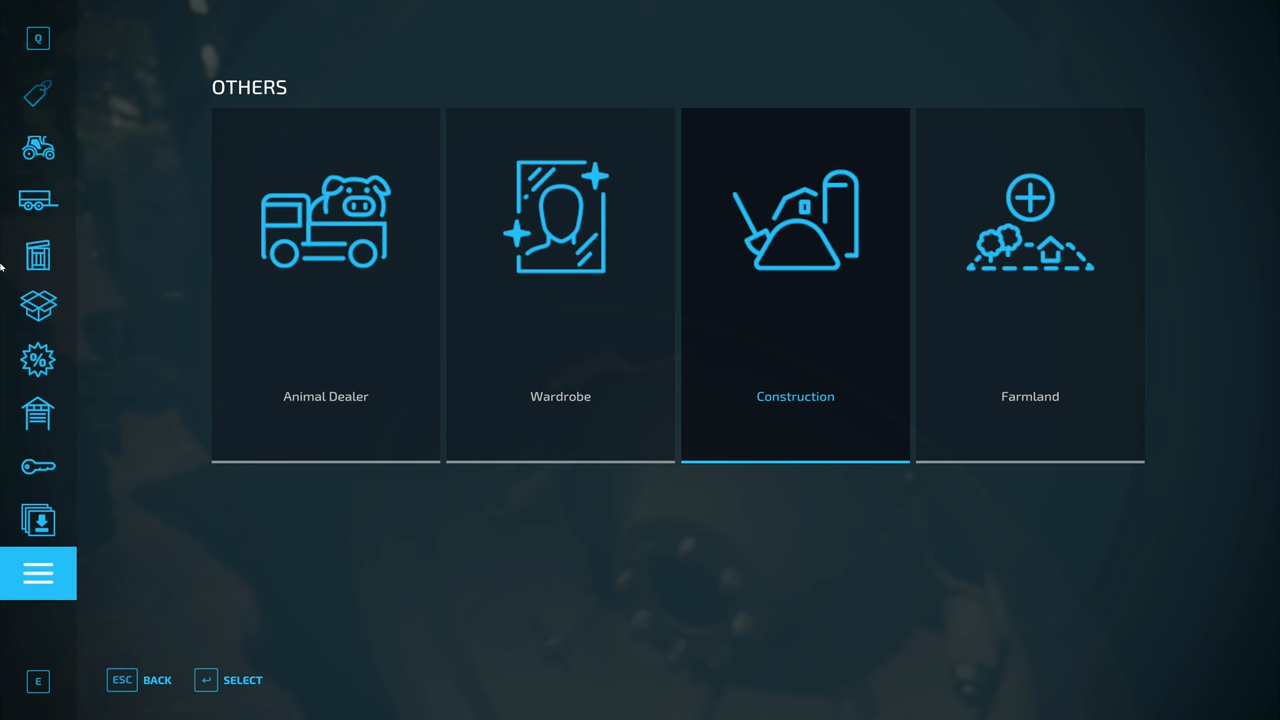 Q
OTHERS
%
Animal Dealer
Wardrobe
Construction
Farmland
E
ESC BACK
SELECT